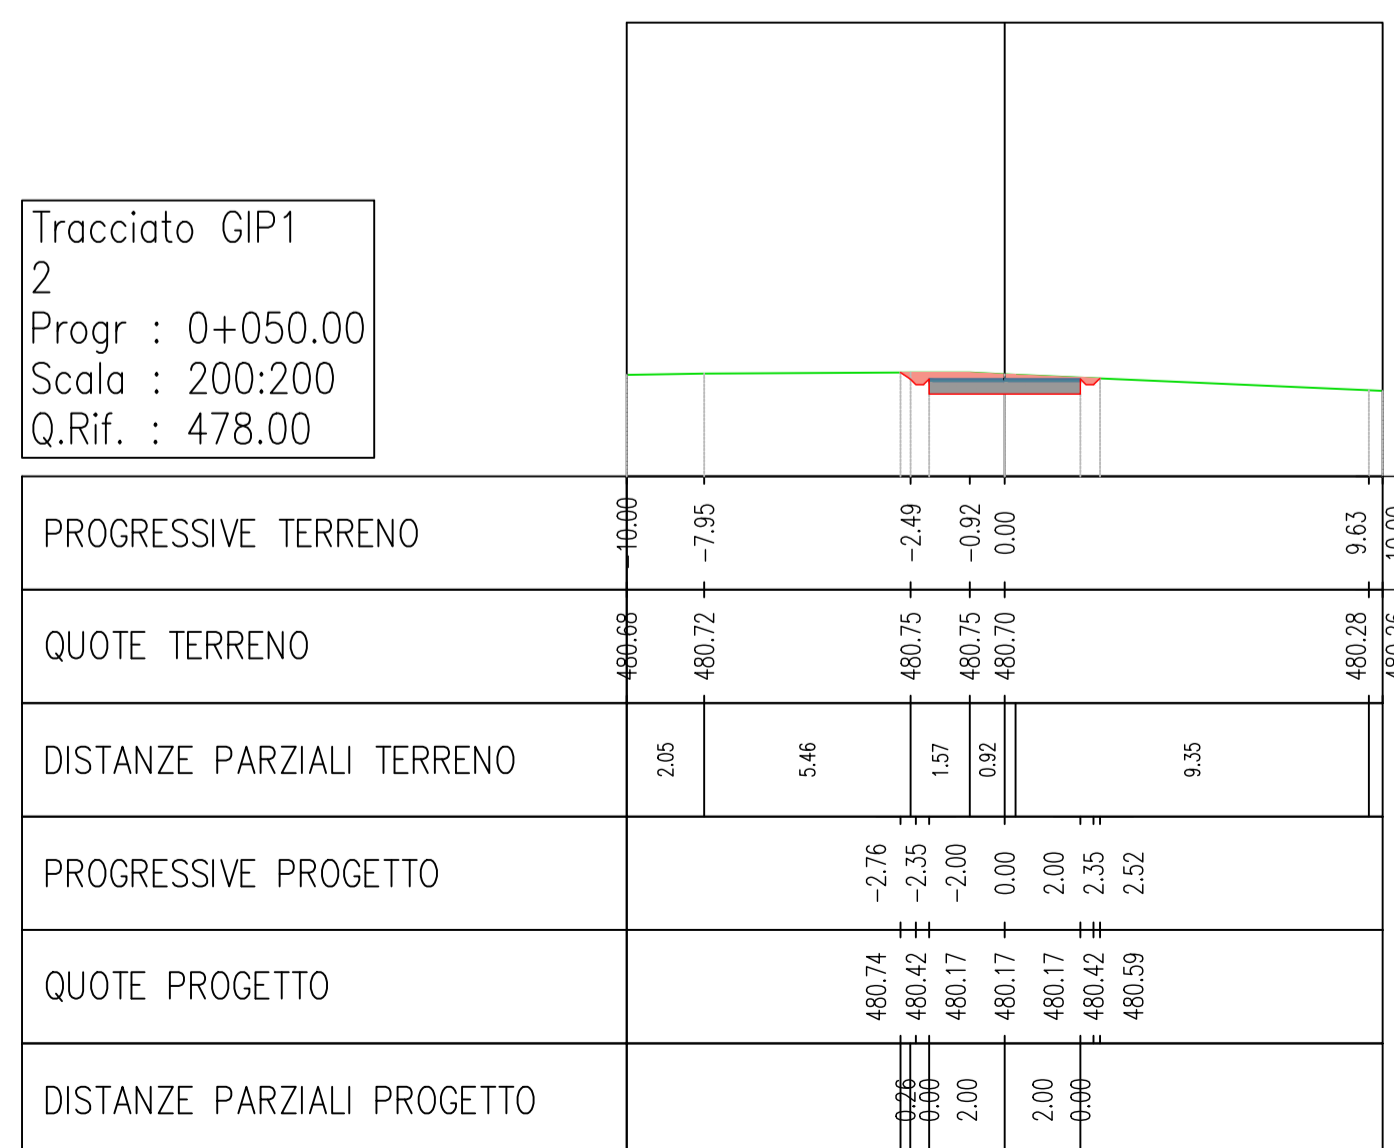 Tracciato GIP1
2
Progr : 0+050.00
Scala : 200:200
Q.Rif. : 478.00
PROGRESSIVE TERRENO -10.00 -7.95 -2.49 -0.92 0.00 9.63 10.00
QUOTE TERRENO 480.68 480.72 480.75 480.75 480.70 480.28 480.26
DISTANZE PARZIALI TERRENO 2.05 5.46 1.57 0.92 9.35
PROGRESSIVE PROGETTO -2.76 -2.35 -2.00 0.00 2.00 2.35 2.52
QUOTE PROGETTO 480.74 480.42 480.17 480.17 480.17 480.42 480.59
DISTANZE PARZIALI PROGETTO 0.26 0.00 2.00 2.00 0.00